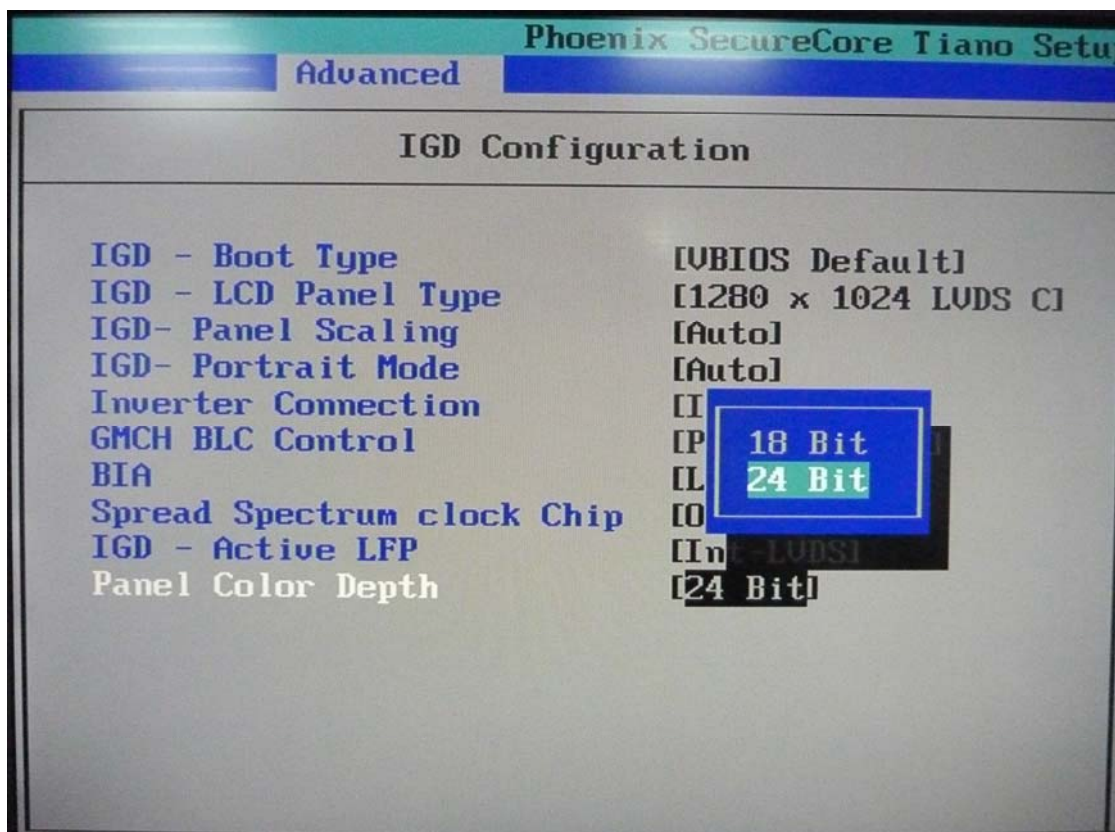 Phoenix SecureCore Tiano Setu
Advanced
IGD Configuration
IGD - Boot Type [VBIOS Default]
IGD - LCD Panel Type [1280 x 1024 LVDS C]
IGD- Panel Scaling [Auto]
IGD- Portrait Mode [Auto]
Inverter Connection [I
GMCH BLC Control [P
18 Bit
BIA [L
24 Bit
Spread Spectrum clock Chip [O
IGD - Active LFP [Int-LVDS]
Panel Color Depth [24 Bit]